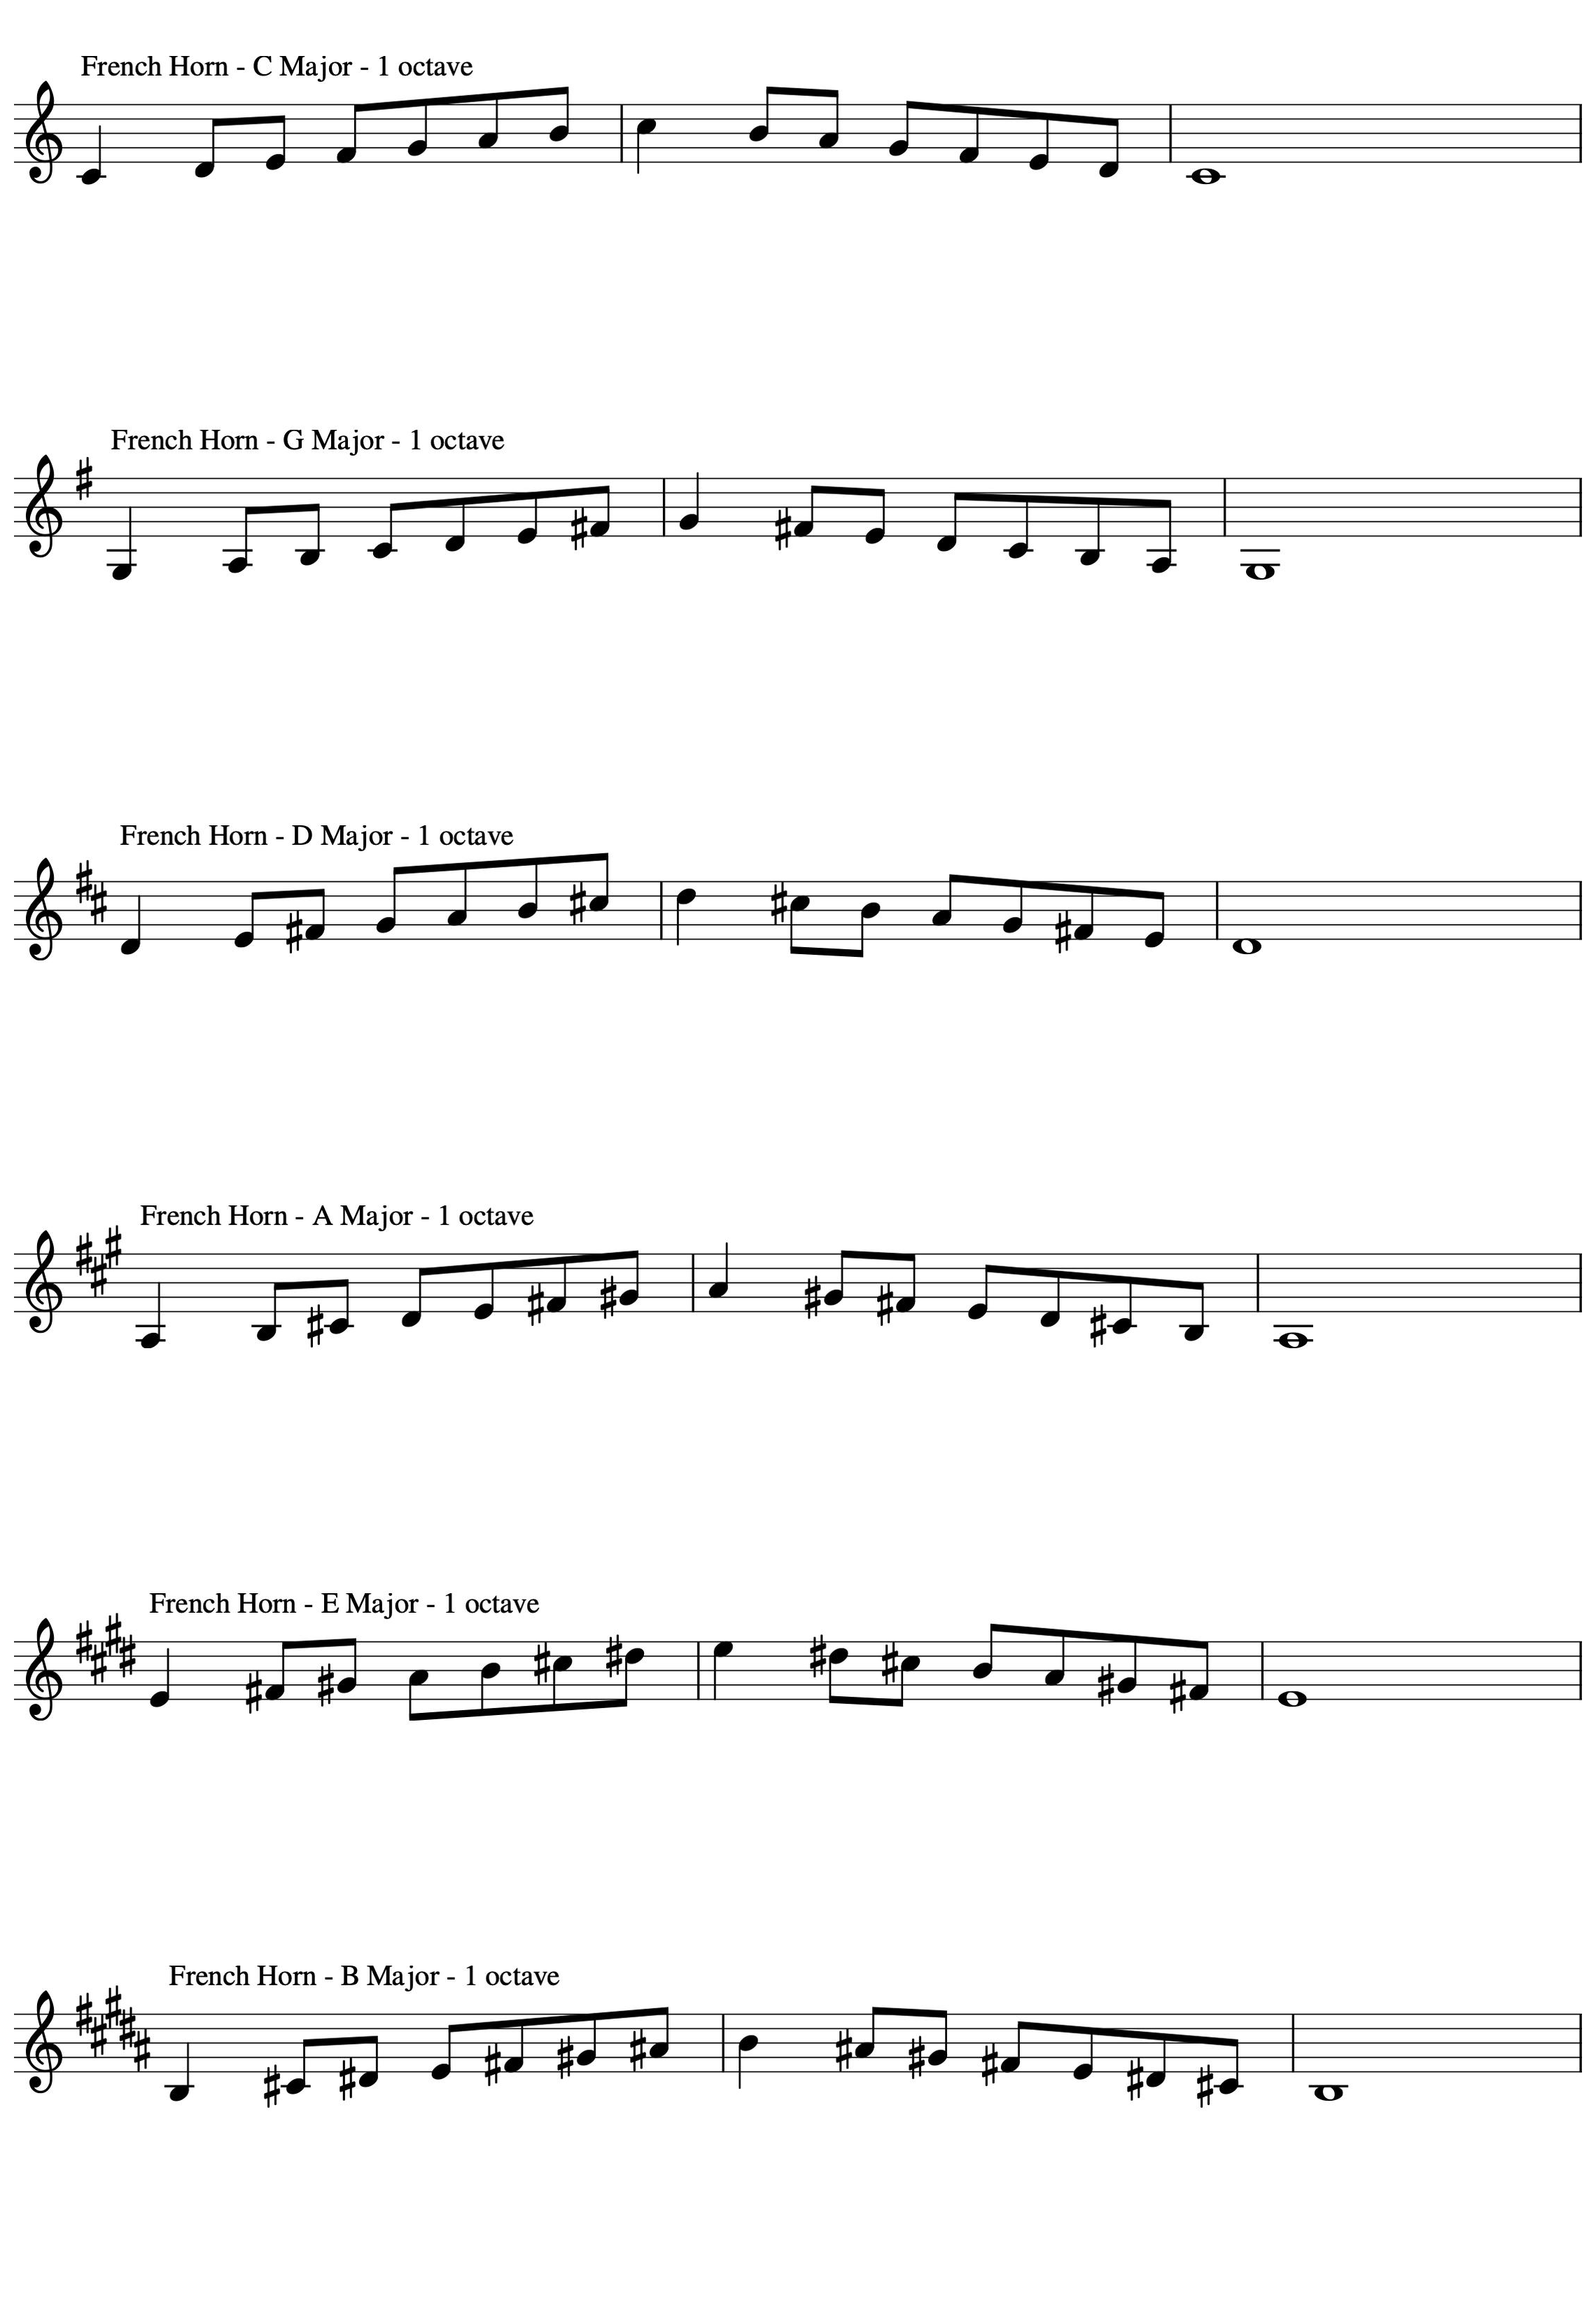 French Horn - C Major - 1 octave
French Horn - G Major - 1 octave
French Horn - D Major - 1 octave
French Horn - A Major - 1 octave
French Horn - E Major - 1 octave
French Horn - B Major - 1 octave